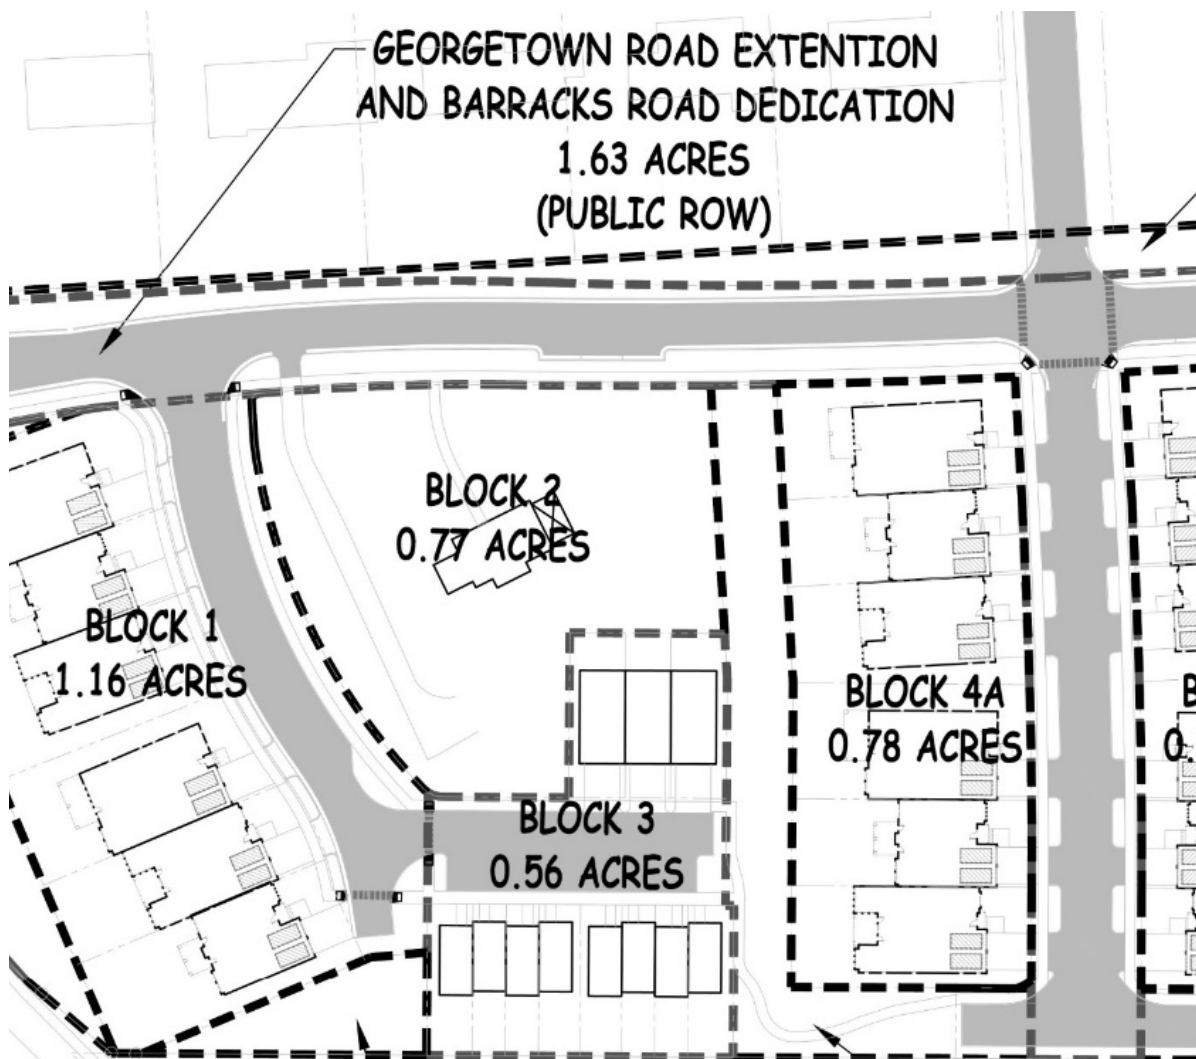 GEORGETOWN ROAD EXTENTION
AND BARRACKS ROAD DEDICATION
1.63 ACRES
(PUBLIC ROW)
BLOCK 2
0.77 ACRES
BLOCK 1
1.16 ACRES
BLOCK 4A
0.78 ACRES
BLOCK 3
0.56 ACRES